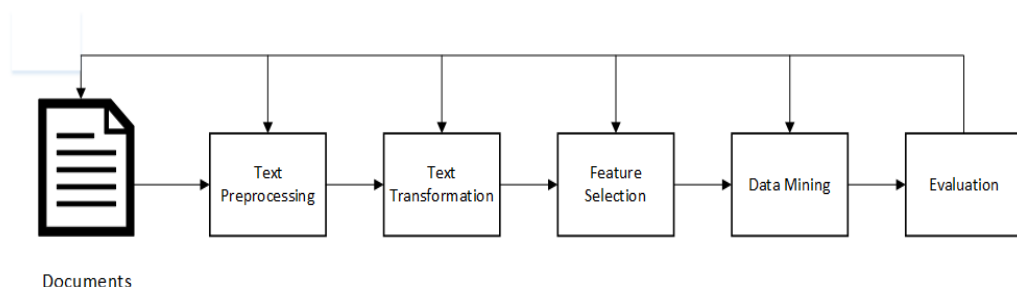 Text
Preprocessing
Text
Transformation
Feature
Selection
Data Mining
Evaluation
Documents